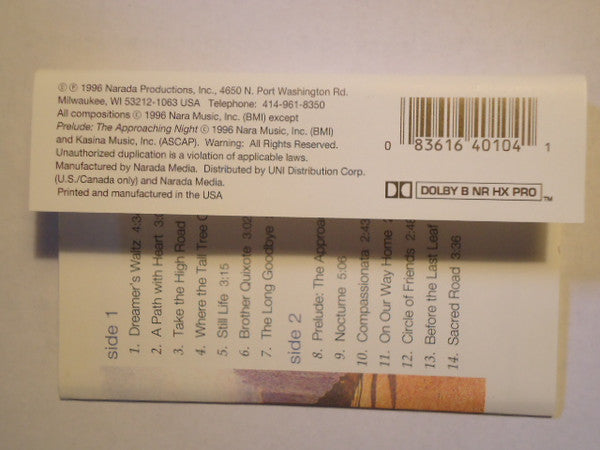 © ℗ 1996 Narada Productions, Inc., 4650 N. Port Washington Rd.
Milwaukee, WI 53212-1063 USA Telephone: 414-961-8350
All compositions © 1996 Nara Music, Inc. (BMI) except
Prelude: The Approaching Night © 1996 Nara Music, Inc. (BMI)
and Kasina Music, Inc. (ASCAP). Warning: All Rights Reserved.
Unauthorized duplication is a violation of applicable laws.
Manufactured by Narada Media. Distributed by UNI Distribution Corp.
(U.S./Canada only) and Narada Media.
Printed and manufactured in the USA
0 83616 40104 1
DOLBY B NR HX PRO TM
side 1
1. Dreamer's Waltz
2. A Path with Heart
3. Take the High Road
4. Where the Tall Tree
5. Still Life 3:15
6. Brother Quixote 3:02
7. The Long Goodbye
side 2
8. Prelude: The
9. Nocturne 5:06
10. Compassionata 2:43
11. On Our Way Home
12. Circle of Friends 2:48
13. Before the Last Leaf
14. Sacred Road 3:36